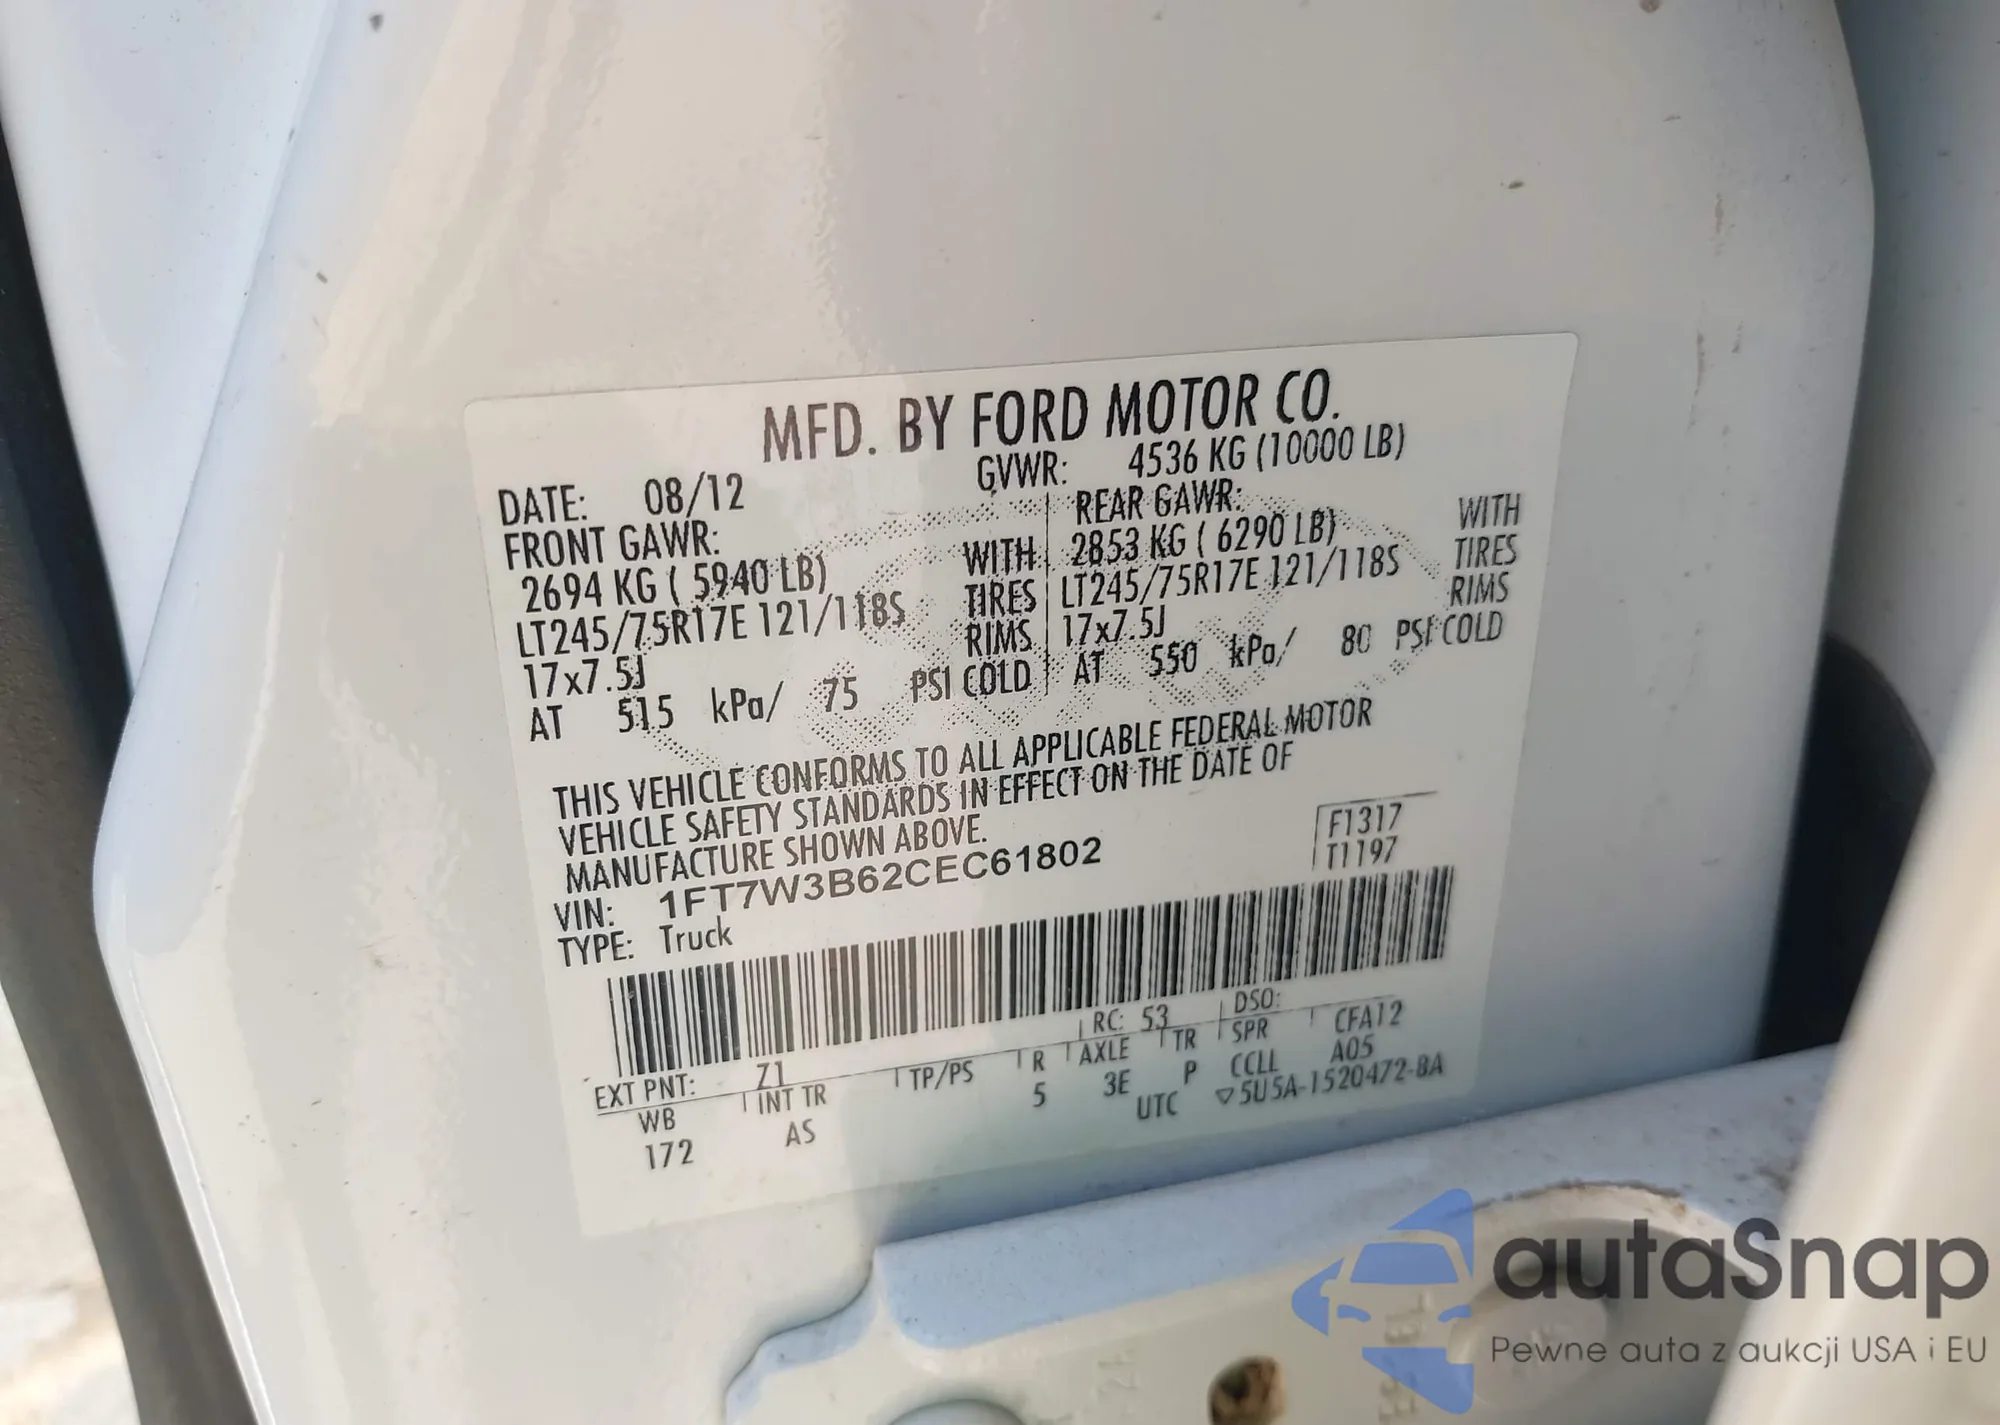 MFD. BY FORD MOTOR CO.
DATE: 08/12 GVWR: 4536 KG (10000 LB)
FRONT GAWR: REAR GAWR:
2694 KG ( 5940 LB) WITH 2853 KG ( 6290 LB) WITH
LT245/75R17E 121/118S TIRES LT245/75R17E 121/118S TIRES
17x7.5J RIMS 17x7.5J RIMS
AT 515 kPa/ 75 PSI COLD AT 550 kPa/ 80 PSI COLD
THIS VEHICLE CONFORMS TO ALL APPLICABLE FEDERAL MOTOR
VEHICLE SAFETY STANDARDS IN EFFECT ON THE DATE OF
MANUFACTURE SHOWN ABOVE.
VIN: 1FT7W3B62CEC61802
F1317
TYPE: Truck
T1197
EXT PNT: Z1 RC: 53 DSO:
WB INT TR TP/PS R AXLE TR SPR CFA12
172 AS 5 3E P CCLL A05
UTC ▽5U5A-1520472-8A
autaSnap
Pewne auta z aukcji USA i EU